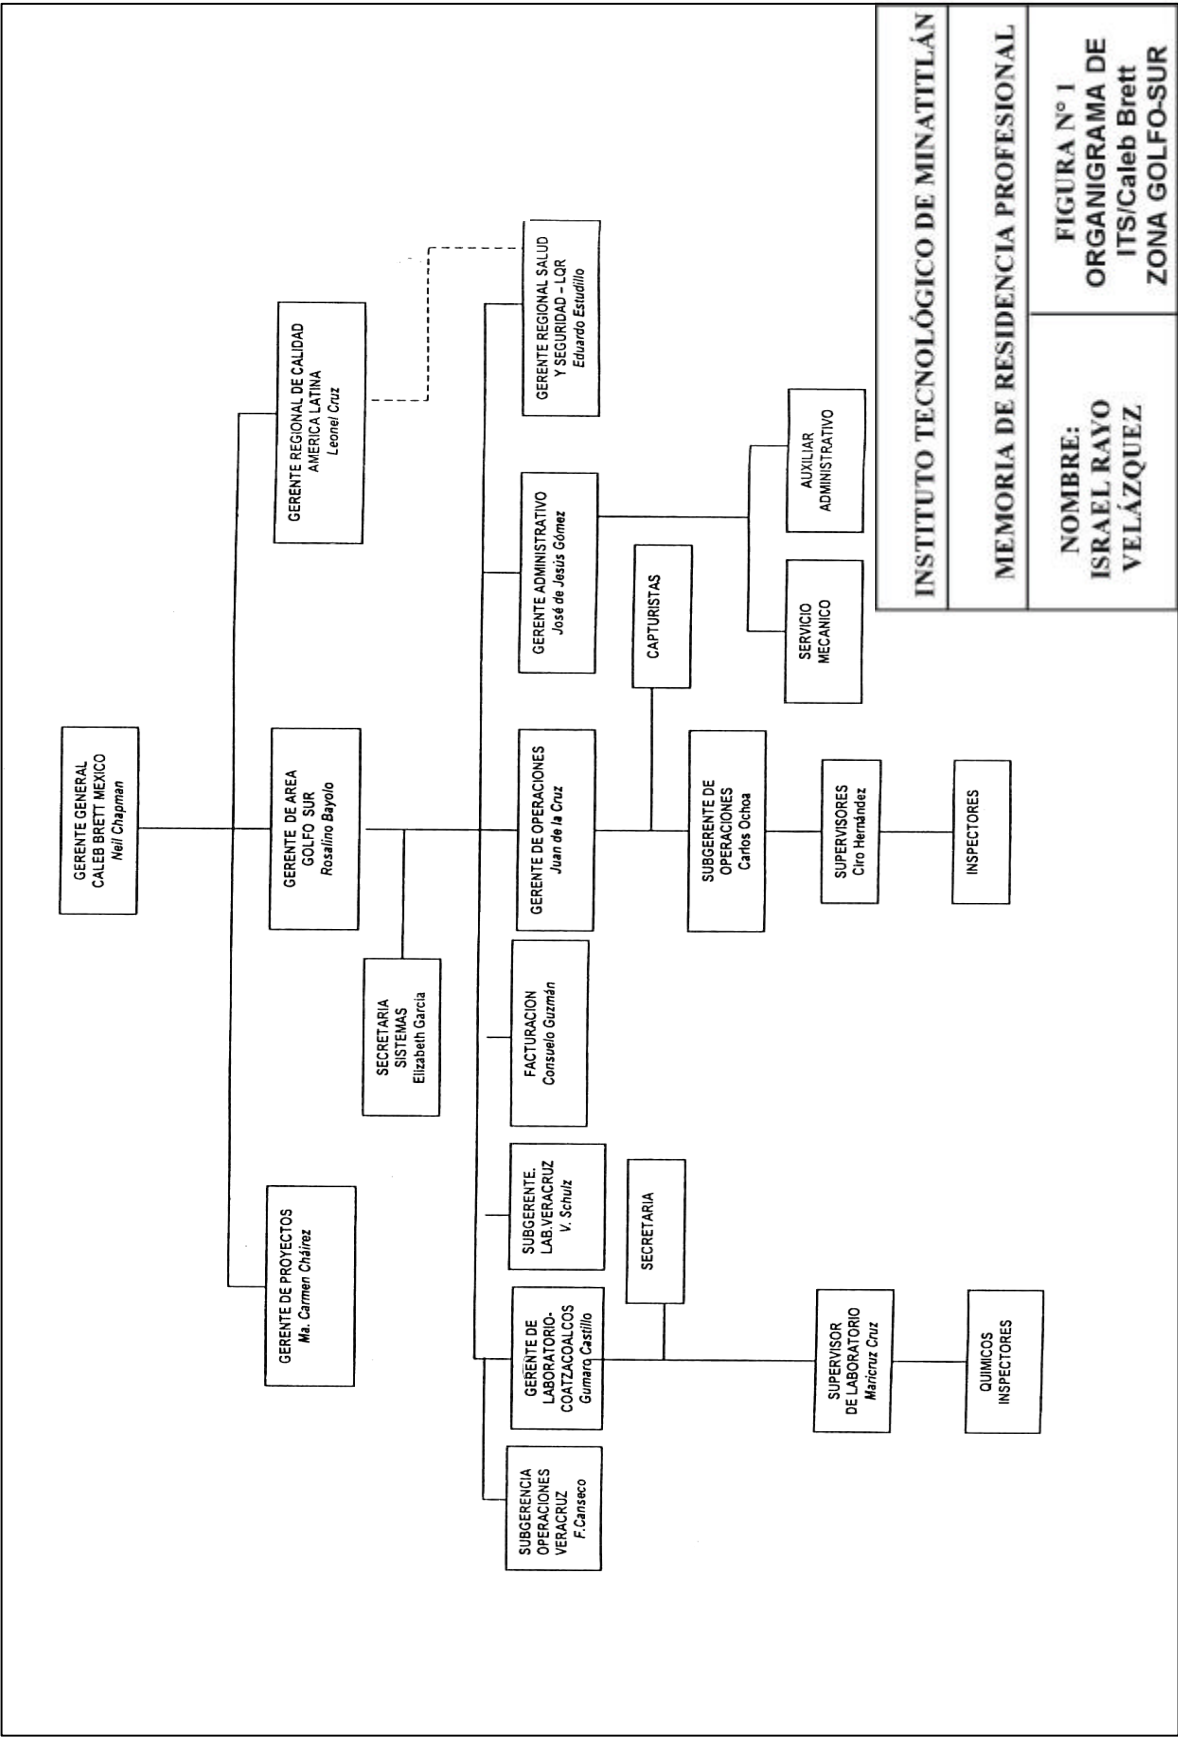 GERENTE GENERAL
CALEB BRETT MEXICO
Neil Chapman
GERENTE DE PROYECTOS
Ma. Carmen Cháirez
GERENTE DE AREA
GOLFO SUR
Rosalino Bayolo
GERENTE REGIONAL DE CALIDAD
AMERICA LATINA
Leonel Cruz
SECRETARIA
SISTEMAS
Elizabeth García
SUBGERENCIA
OPERACIONES
VERACRUZ
F.Canseco
GERENTE DE
LABORATORIO-
COATZACOALCOS
Gumaro Castillo
SUBGERENTE.
LAB.VERACRUZ
V. Schulz
FACTURACION
Consuelo Guzmán
GERENTE DE OPERACIONES
Juan de la Cruz
GERENTE ADMINISTRATIVO
José de Jesús Gómez
GERENTE REGIONAL SALUD
Y SEGURIDAD – LQR
Eduardo Estudillo
SECRETARIA
CAPTURISTAS
SUBGERENTE DE
OPERACIONES
Carlos Ochoa
SERVICIO
MECANICO
AUXILIAR
ADMINISTRATIVO
SUPERVISOR
DE LABORATORIO
Maricruz Cruz
SUPERVISORES
Ciro Hernández
QUIMICOS
INSPECTORES
INSPECTORES
INSTITUTO TECNOLÓGICO DE MINATITLÁN
MEMORIA DE RESIDENCIA PROFESIONAL
NOMBRE:
ISRAEL RAYO
VELÁZQUEZ
FIGURA N° 1
ORGANIGRAMA DE
ITS/Caleb Brett
ZONA GOLFO-SUR